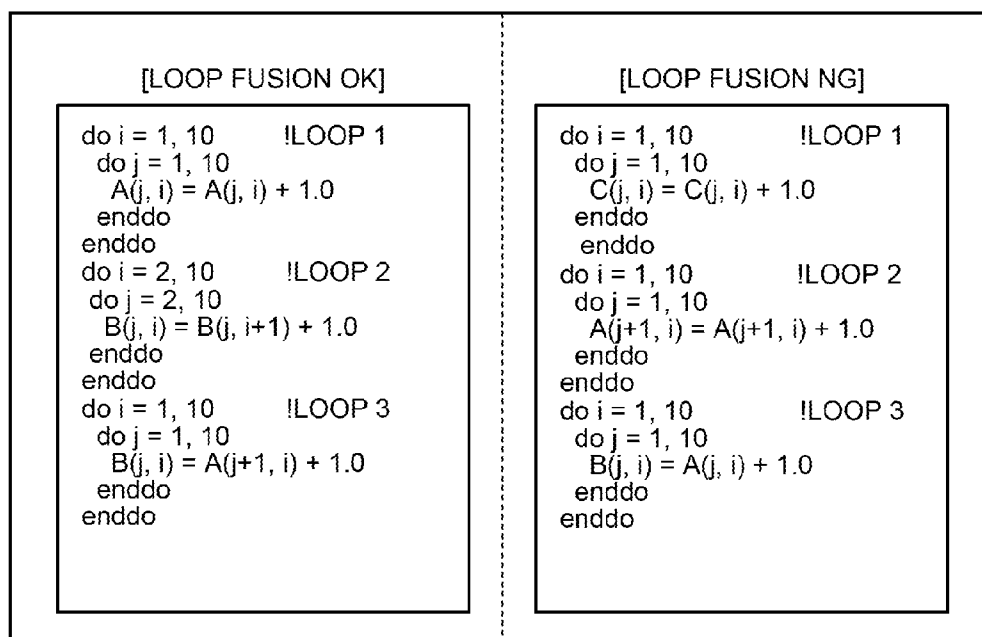 [LOOP FUSION OK]
do i = 1, 10 !LOOP 1
do j = 1, 10
A(j, i) = A(j, i) + 1.0
enddo
enddo
do i = 2, 10 !LOOP 2
do j = 2, 10
B(j, i) = B(j, i+1) + 1.0
enddo
enddo
do i = 1, 10 !LOOP 3
do j = 1, 10
B(j, i) = A(j+1, i) + 1.0
enddo
enddo
[LOOP FUSION NG]
do i = 1, 10 !LOOP 1
do j = 1, 10
C(j, i) = C(j, i) + 1.0
enddo
enddo
do i = 1, 10 !LOOP 2
do j = 1, 10
A(j+1, i) = A(j+1, i) + 1.0
enddo
enddo
do i = 1, 10 !LOOP 3
do j = 1, 10
B(j, i) = A(j, i) + 1.0
enddo
enddo